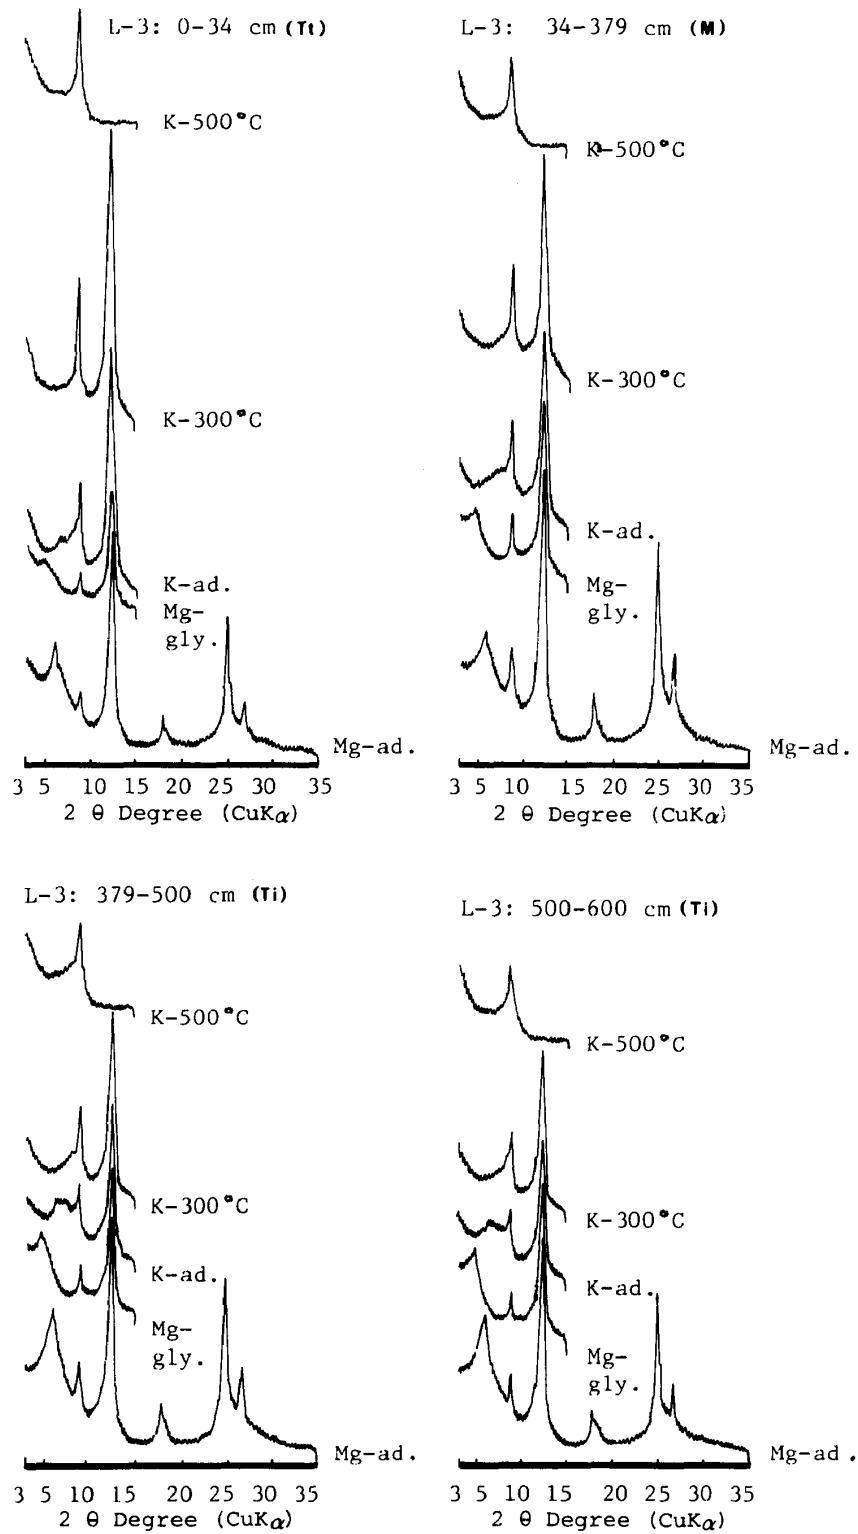 L-3: 0-34 cm (Tt)
K-500°C
K-300°C
K-ad.
Mg-
gly.
Mg-ad.
3 5 10 15 20 25 30 35
2 θ Degree (CuKα)
L-3: 34-379 cm (M)
K-500°C
K-300°C
K-ad.
Mg-
gly.
Mg-ad.
3 5 10 15 20 25 30 35
2 θ Degree (CuKα)
L-3: 379-500 cm (Ti)
K-500°C
K-300°C
K-ad.
Mg-
gly.
Mg-ad.
3 5 10 15 20 25 30 35
2 θ Degree (CuKα)
L-3: 500-600 cm (Ti)
K-500°C
K-300°C
K-ad.
Mg-
gly.
Mg-ad.
3 5 10 15 20 25 30 35
2 θ Degree (CuKα)